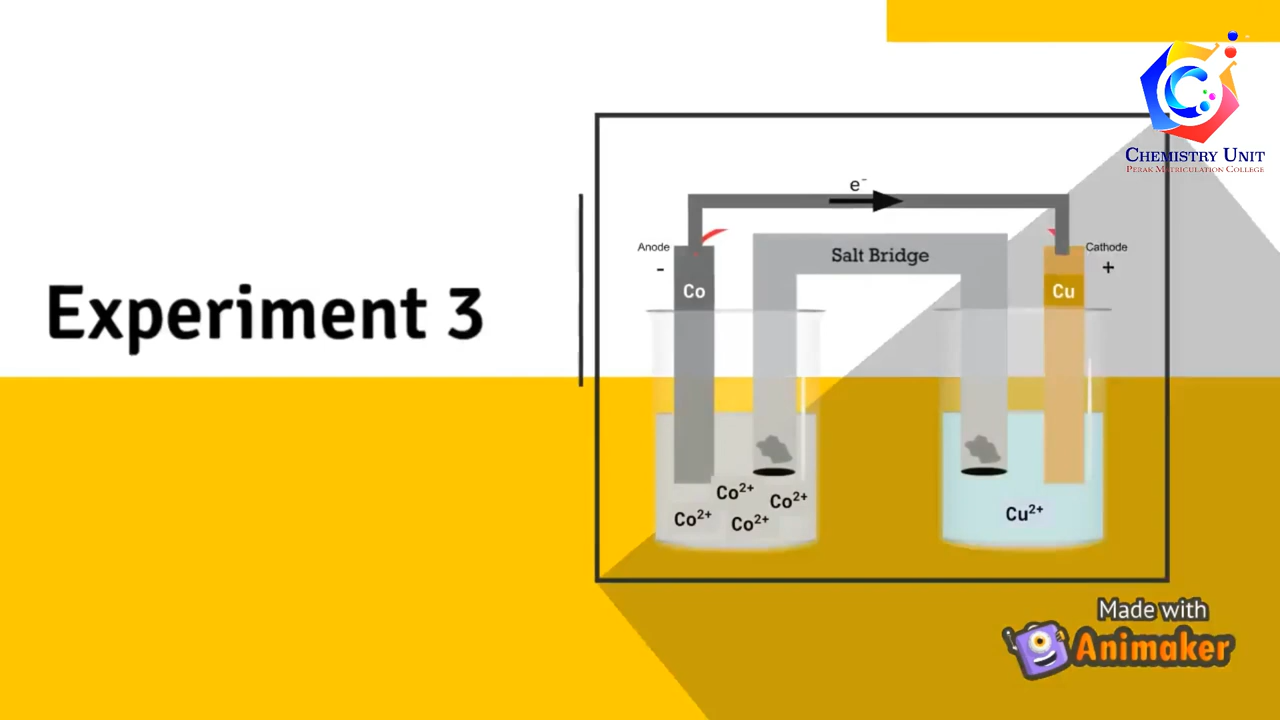 CHEMISTRY UNIT
PERAK MATRICULATION COLLEGE
Experiment 3
e⁻
Anode
-
Salt Bridge
Cathode
+
Co
Cu
Co²⁺
Co²⁺
Co²⁺
Co²⁺
Cu²⁺
Made with
Animaker